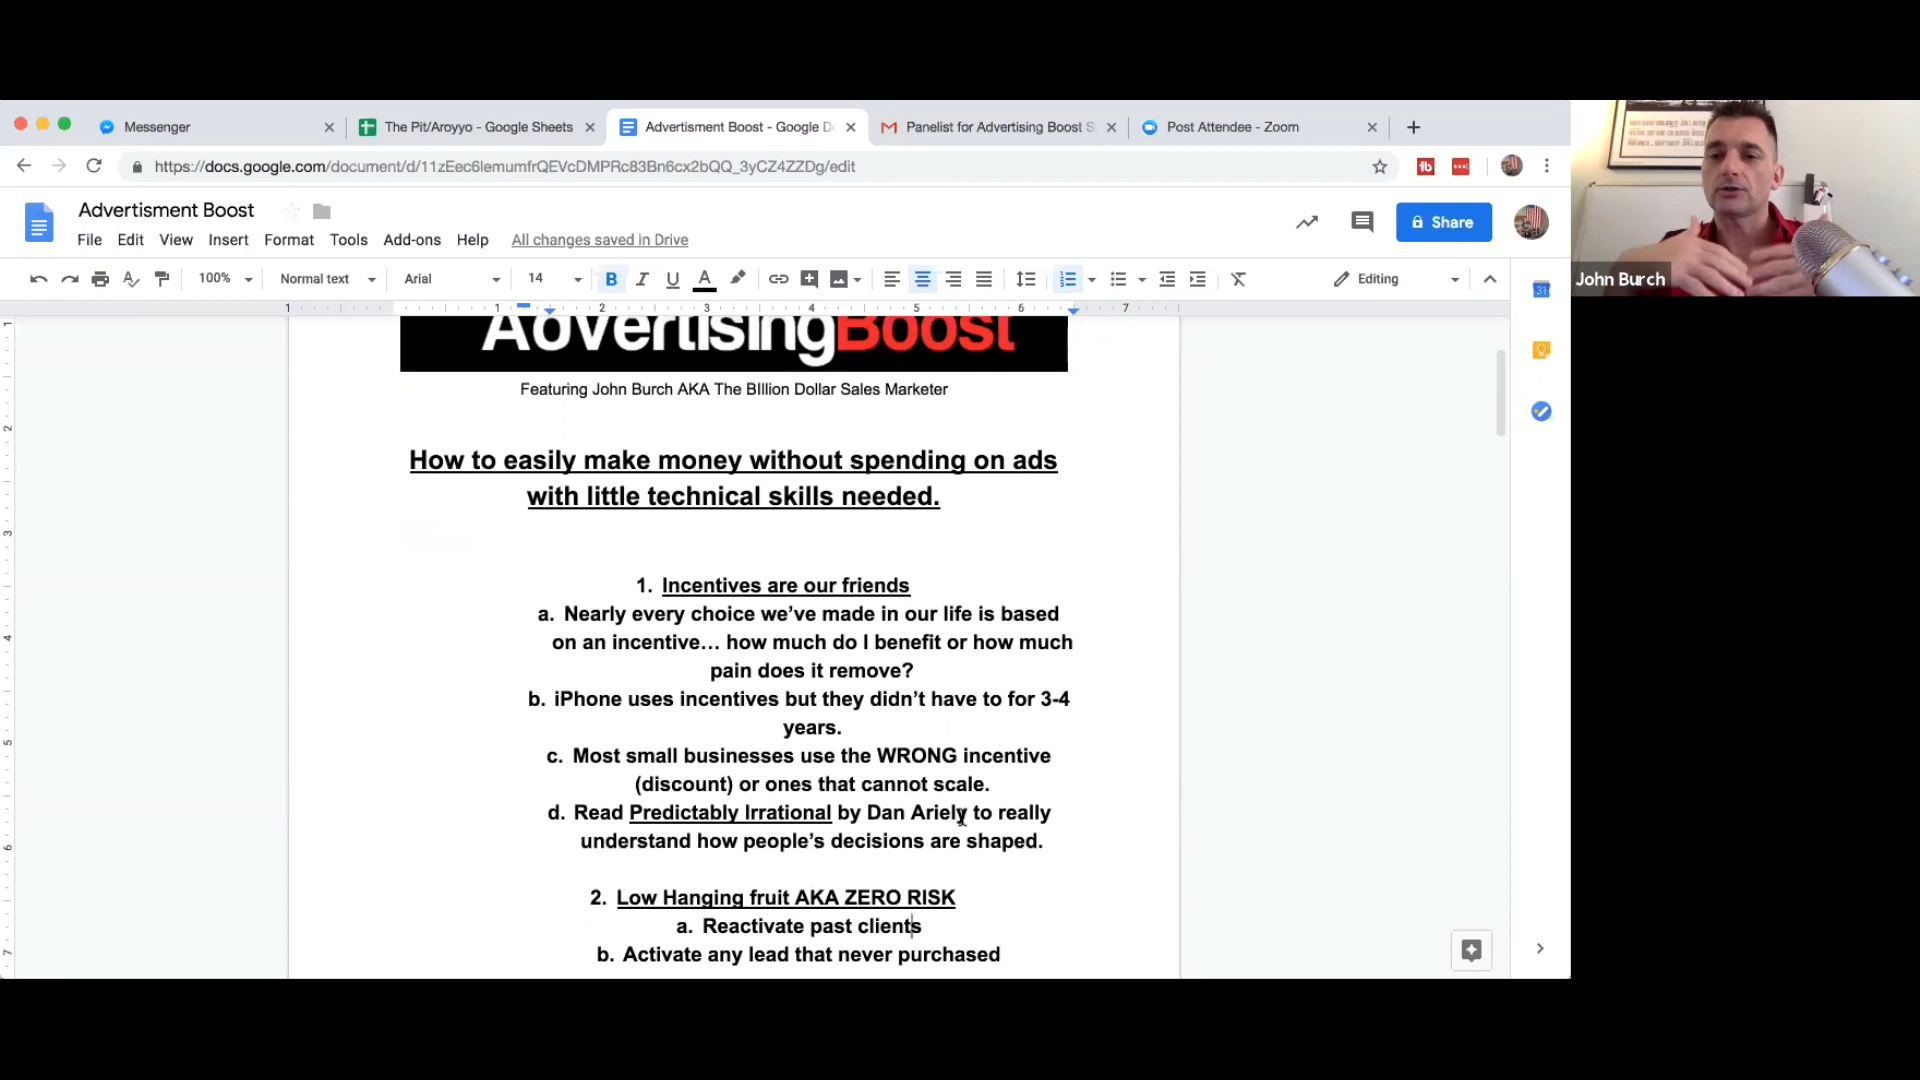 Messenger
The Pit/Aroyyo - Google Sheets
Advertisment Boost - Google D
Panelist for Advertising Boost S
Post Attendee - Zoom
https://docs.google.com/document/d/11zEec6lemumfrQEVcDMPRc83Bn6cx2bQQ_3yCZ4ZZDg/edit
Advertisment Boost
Share
File Edit View Insert Format Tools Add-ons Help All changes saved in Drive
100% Normal text Arial 14 B I U A Editing
John Burch
1 1 2 3 4 5 6 7
AdvertisingBoost
Featuring John Burch AKA The BIllion Dollar Sales Marketer
How to easily make money without spending on ads
with little technical skills needed.
1. Incentives are our friends
a. Nearly every choice we’ve made in our life is based
on an incentive… how much do I benefit or how much
pain does it remove?
b. iPhone uses incentives but they didn’t have to for 3-4
years.
c. Most small businesses use the WRONG incentive
(discount) or ones that cannot scale.
d. Read Predictably Irrational by Dan Ariely to really
understand how people’s decisions are shaped.
2. Low Hanging fruit AKA ZERO RISK
a. Reactivate past clients
b. Activate any lead that never purchased